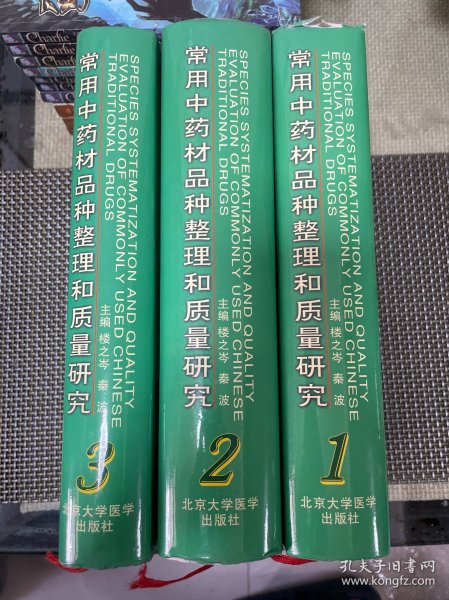 Charlie
Charlie
Charlie
Charlie
常用中药材品种整理和质量研究
SPECIES SYSTEMATIZATION AND QUALITY
EVALUATION OF COMMONLY USED CHINESE
TRADITIONAL DRUGS
主编 楼之岑 秦 波
3
北京大学医学
出版社
常用中药材品种整理和质量研究
SPECIES SYSTEMATIZATION AND QUALITY
EVALUATION OF COMMONLY USED CHINESE
TRADITIONAL DRUGS
主编 楼之岑 秦 波
2
北京大学医学
出版社
常用中药材品种整理和质量研究
SPECIES SYSTEMATIZATION AND QUALITY
EVALUATION OF COMMONLY USED CHINESE
TRADITIONAL DRUGS
主编 楼之岑 秦 波
1
北京大学医学
出版社
孔夫子旧书网
www.kongfz.com